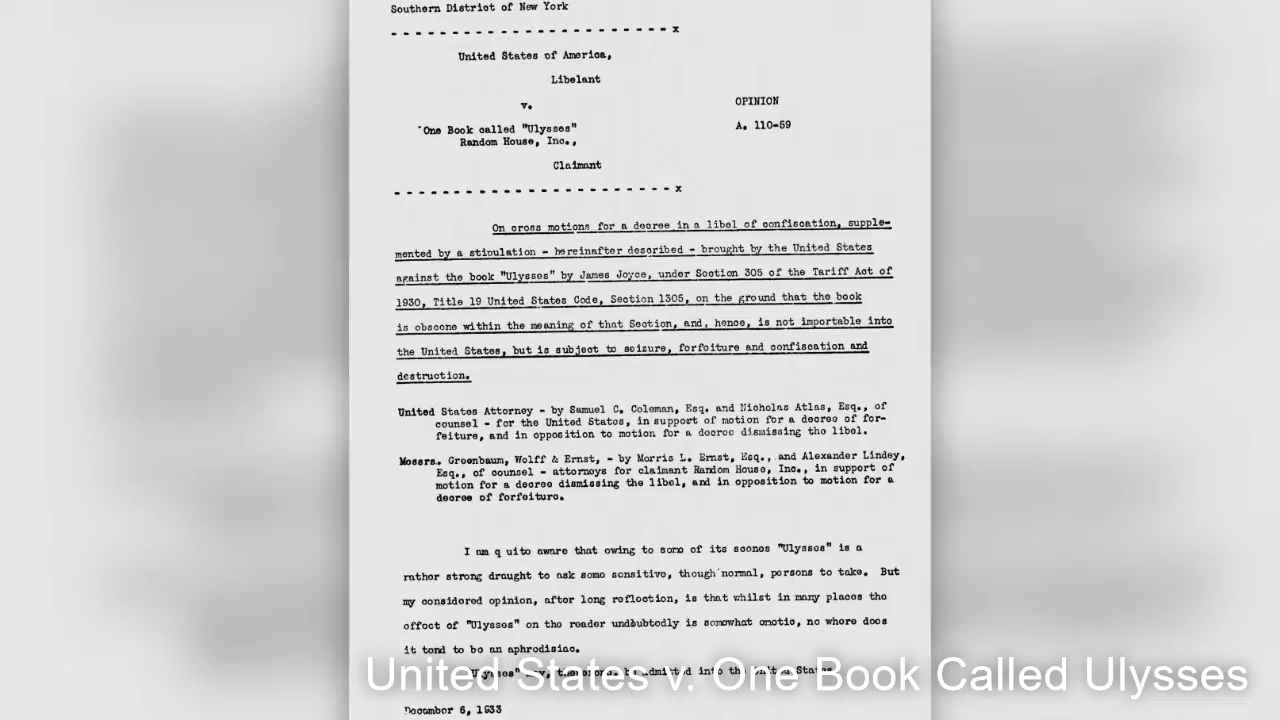 Southern District of New York
- - - - - - - - - - - - - - - - - - - - - - - x
United States of America,
Libelant
v.
OPINION
One Book called "Ulysses"
A. 110-59
Random House, Inc.,
Claimant
- - - - - - - - - - - - - - - - - - - - - - - x
On cross motions for a decree in a libel of confiscation, supple-
mented by a stipulation - hereinafter described - brought by the United States
against the book "Ulysses" by James Joyce, under Section 305 of the Tariff Act of
1930, Title 19 United States Code, Section 1305, on the ground that the book
is obscene within the meaning of that Section, and, hence, is not importable into
the United States, but is subject to seizure, forfeiture and confiscation and
destruction.
United States Attorney - by Samuel C. Coleman, Esq. and Nicholas Atlas, Esq., of
counsel - for the United States, in support of motion for a decree of for-
feiture, and in opposition to motion for a decree dismissing the libel.
Messrs. Greenbaum, Wolff & Ernst, - by Morris L. Ernst, Esq., and Alexander Lindey,
Esq., of counsel - attorneys for claimant Random House, Inc., in support of
motion for a decree dismissing the libel, and in opposition to motion for a
decree of forfeiture.
I am q uite aware that owing to some of its scenes "Ulysses" is a
rather strong draught to ask some sensitive, though normal, persons to take. But
my considered opinion, after long reflection, is that whilst in many places the
effect of "Ulysses" on the reader undoubtedly is somewhat emetic, no where does
it tend to be an aphrodisiac.
"Ulysses" may, therefore, be admitted into the United States.
December 6, 1933
United States v. One Book Called Ulysses